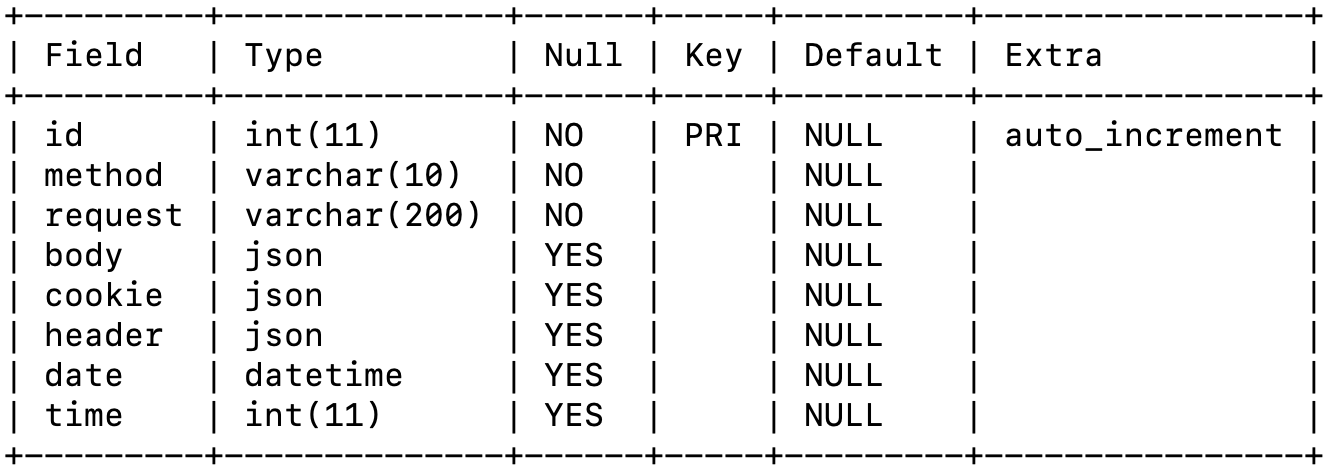 +---------+--------------+------+-----+---------+----------------+
| Field   | Type         | Null | Key | Default | Extra          |
+---------+--------------+------+-----+---------+----------------+
| id      | int(11)      | NO   | PRI | NULL    | auto_increment |
| method  | varchar(10)  | NO   |     | NULL    |                |
| request | varchar(200) | NO   |     | NULL    |                |
| body    | json         | YES  |     | NULL    |                |
| cookie  | json         | YES  |     | NULL    |                |
| header  | json         | YES  |     | NULL    |                |
| date    | datetime     | YES  |     | NULL    |                |
| time    | int(11)      | YES  |     | NULL    |                |
+---------+--------------+------+-----+---------+----------------+